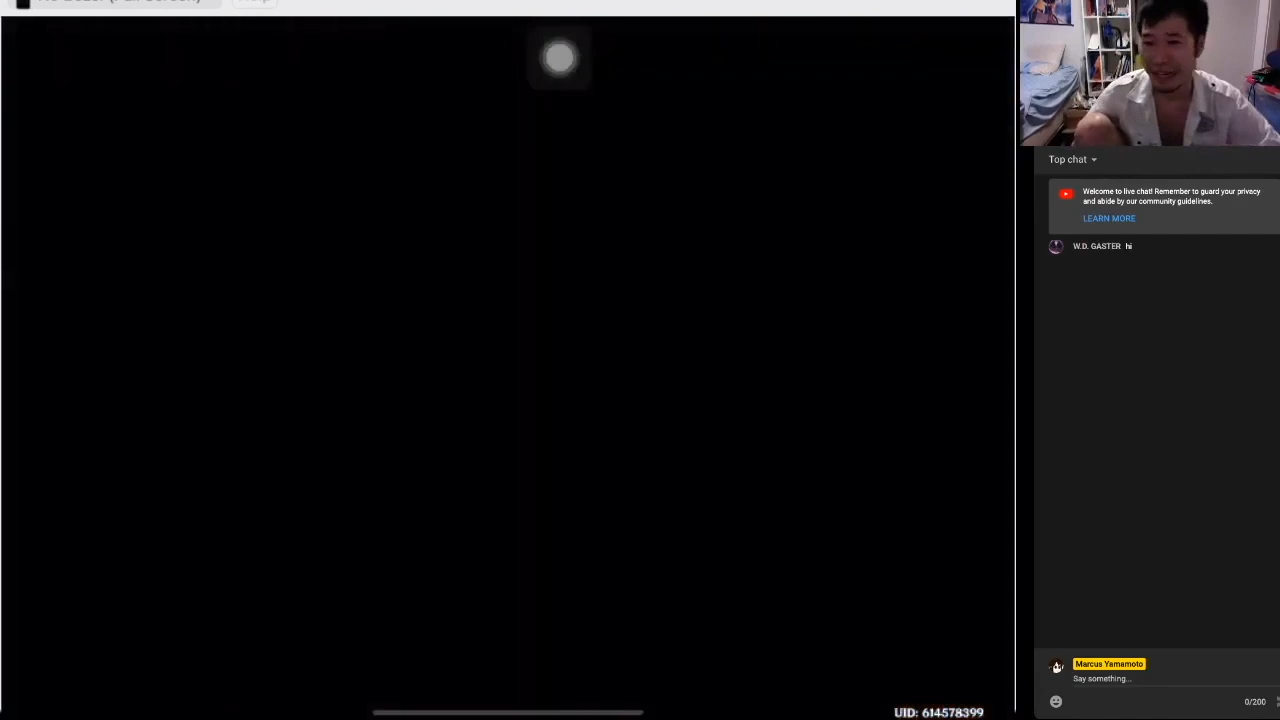 Top chat
Welcome to live chat! Remember to guard your privacy
and abide by our community guidelines.
LEARN MORE
W.D. GASTER hi
Marcus Yamamoto
Say something...
0/200
UID: 614578399